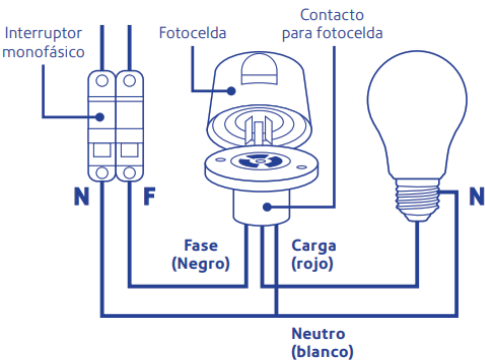 Interruptor
monofásico
Fotocelda
Contacto
para fotocelda
N
F
N
Fase
(Negro)
Carga
(rojo)
Neutro
(blanco)